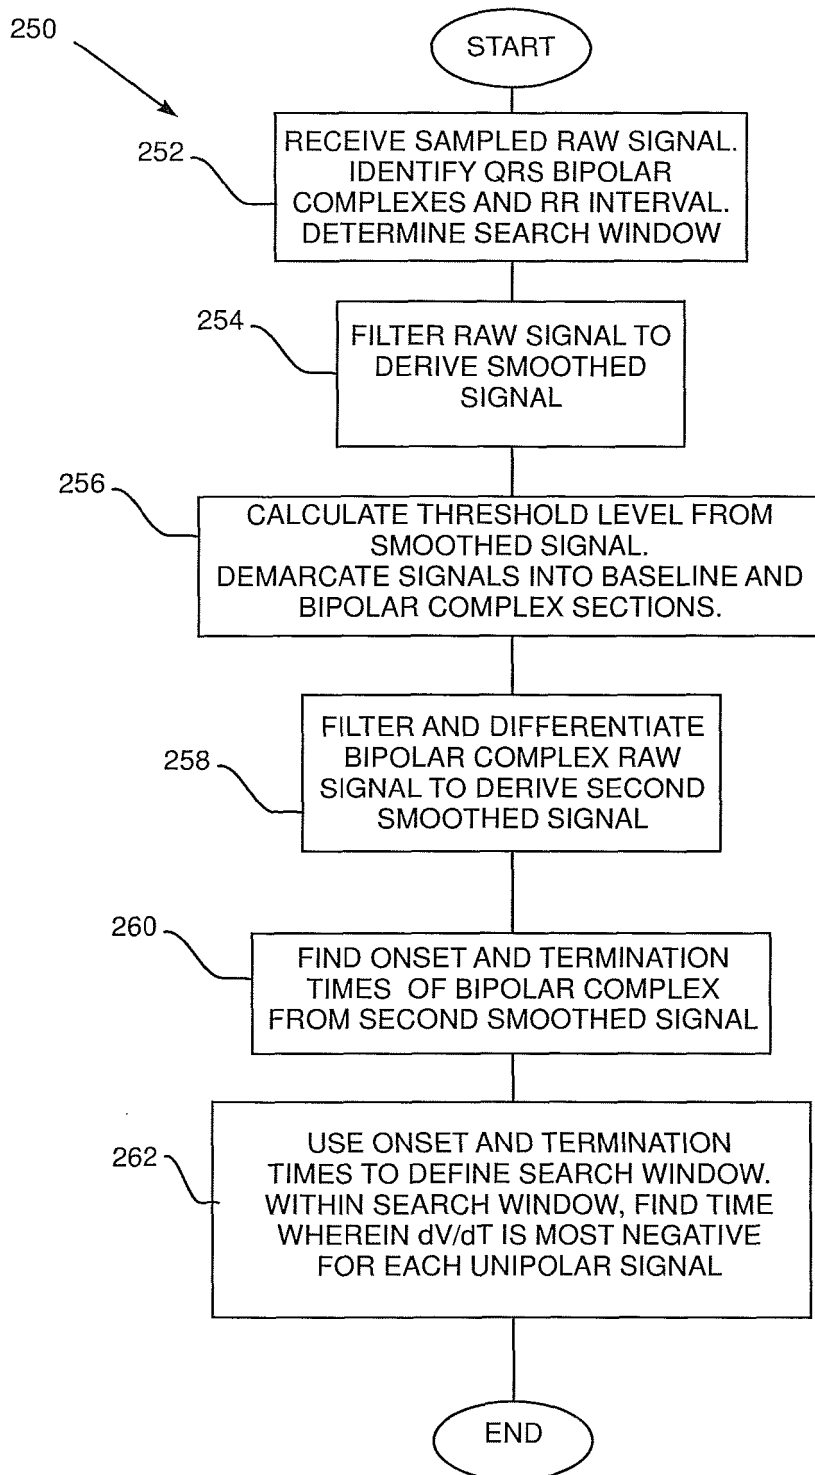 250
START
252
RECEIVE SAMPLED RAW SIGNAL.
IDENTIFY QRS BIPOLAR
COMPLEXES AND RR INTERVAL.
DETERMINE SEARCH WINDOW
254
FILTER RAW SIGNAL TO
DERIVE SMOOTHED
SIGNAL
256
CALCULATE THRESHOLD LEVEL FROM
SMOOTHED SIGNAL.
DEMARCATE SIGNALS INTO BASELINE AND
BIPOLAR COMPLEX SECTIONS.
258
FILTER AND DIFFERENTIATE
BIPOLAR COMPLEX RAW
SIGNAL TO DERIVE SECOND
SMOOTHED SIGNAL
260
FIND ONSET AND TERMINATION
TIMES OF BIPOLAR COMPLEX
FROM SECOND SMOOTHED SIGNAL
262
USE ONSET AND TERMINATION
TIMES TO DEFINE SEARCH WINDOW.
WITHIN SEARCH WINDOW, FIND TIME
WHEREIN dV/dT IS MOST NEGATIVE
FOR EACH UNIPOLAR SIGNAL
END